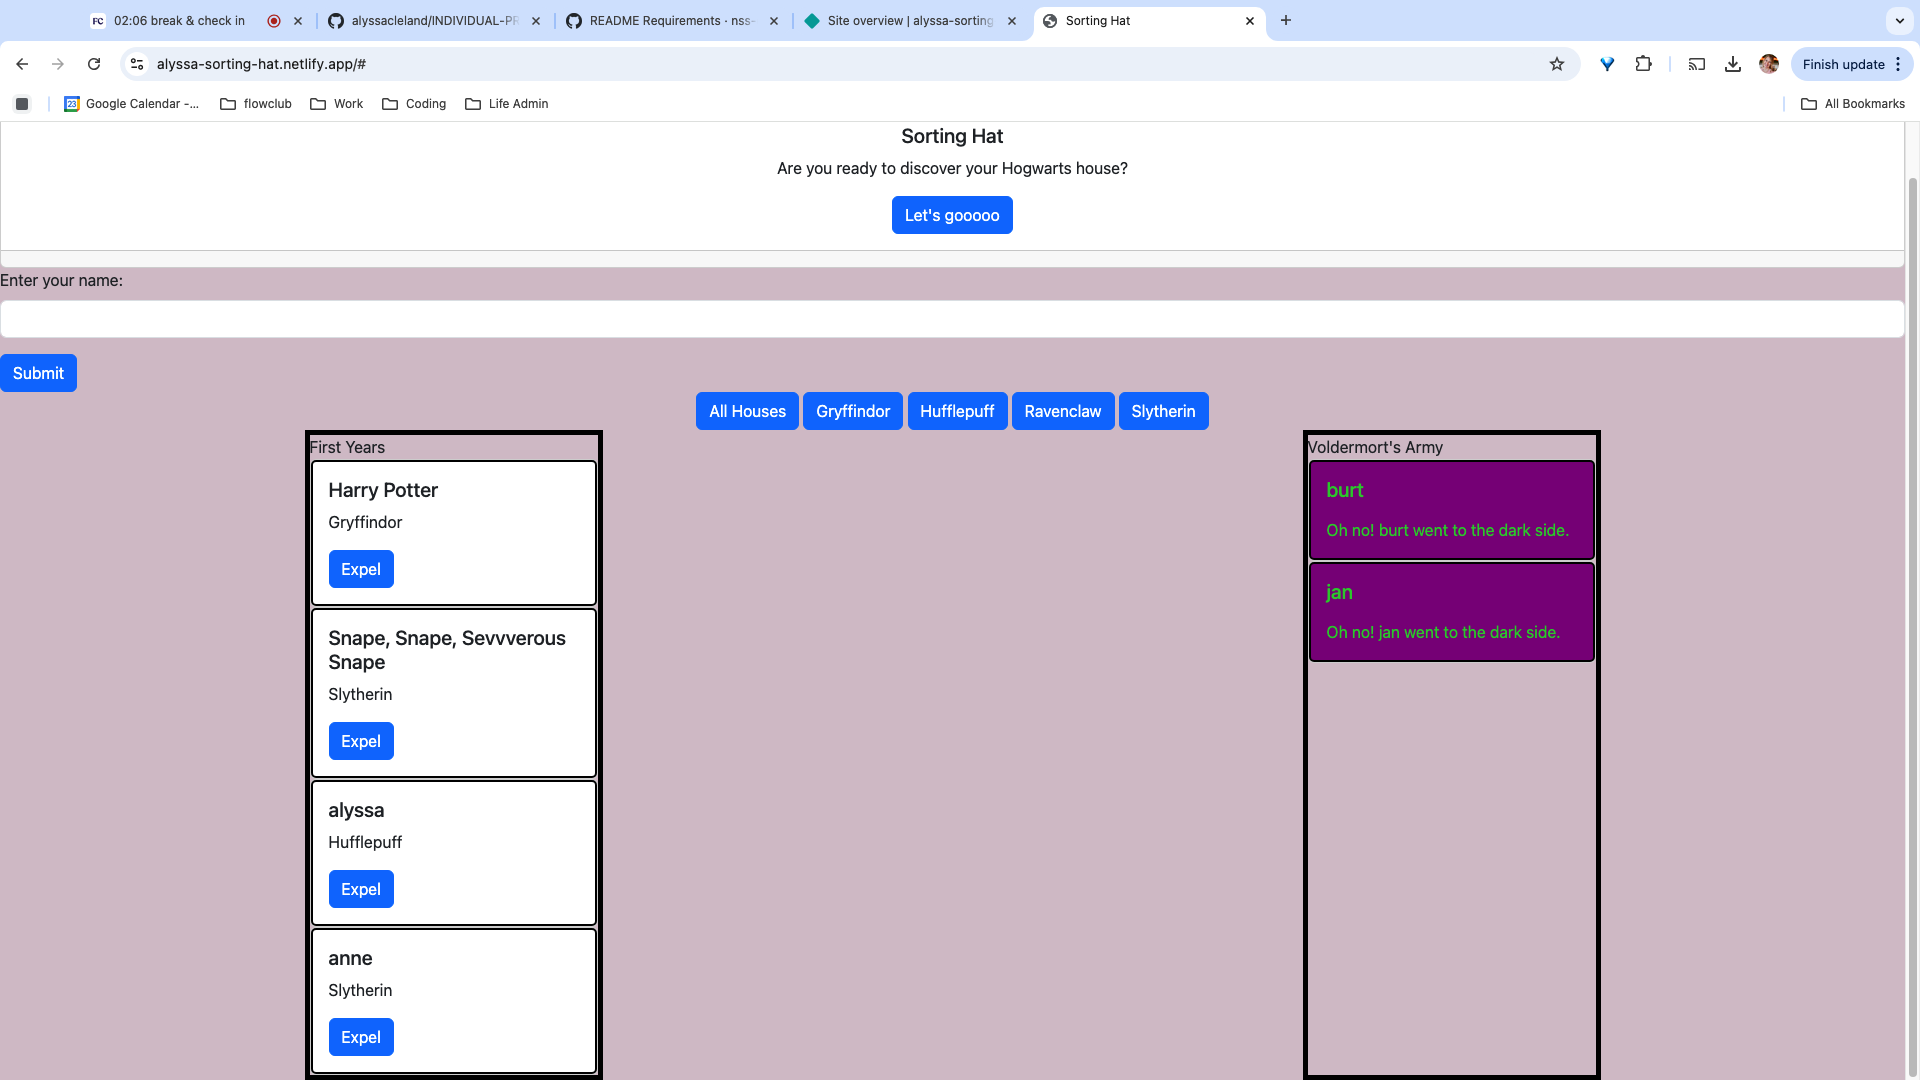 02:06 break & check in
alyssacleland/INDIVIDUAL-PR
README Requirements · nss-
Site overview | alyssa-sorting
Sorting Hat
alyssa-sorting-hat.netlify.app/#
Finish update
Google Calendar -...
flowclub
Work
Coding
Life Admin
All Bookmarks
Sorting Hat
Are you ready to discover your Hogwarts house?
Let's gooooo
Enter your name:
Submit
All Houses
Gryffindor
Hufflepuff
Ravenclaw
Slytherin
First Years
Harry Potter
Gryffindor
Expel
Snape, Snape, Sevvverous
Snape
Slytherin
Expel
alyssa
Hufflepuff
Expel
anne
Slytherin
Expel
Voldermort's Army
burt
Oh no! burt went to the dark side.
jan
Oh no! jan went to the dark side.